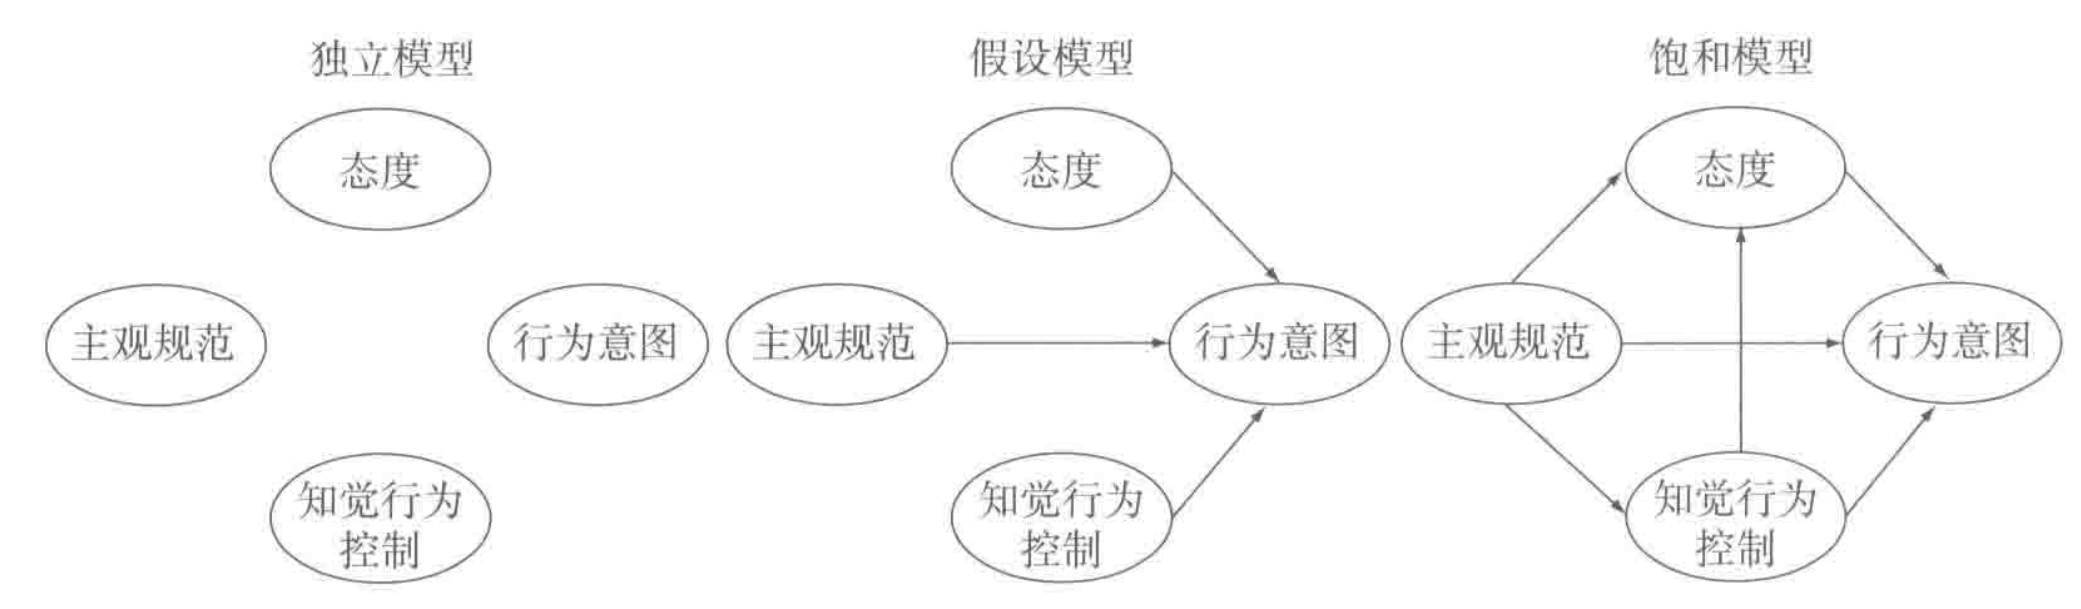 独立模型
态度
主观规范
行为意图
知觉行为
控制
假设模型
态度
主观规范
行为意图
知觉行为
控制
饱和模型
态度
主观规范
行为意图
知觉行为
控制